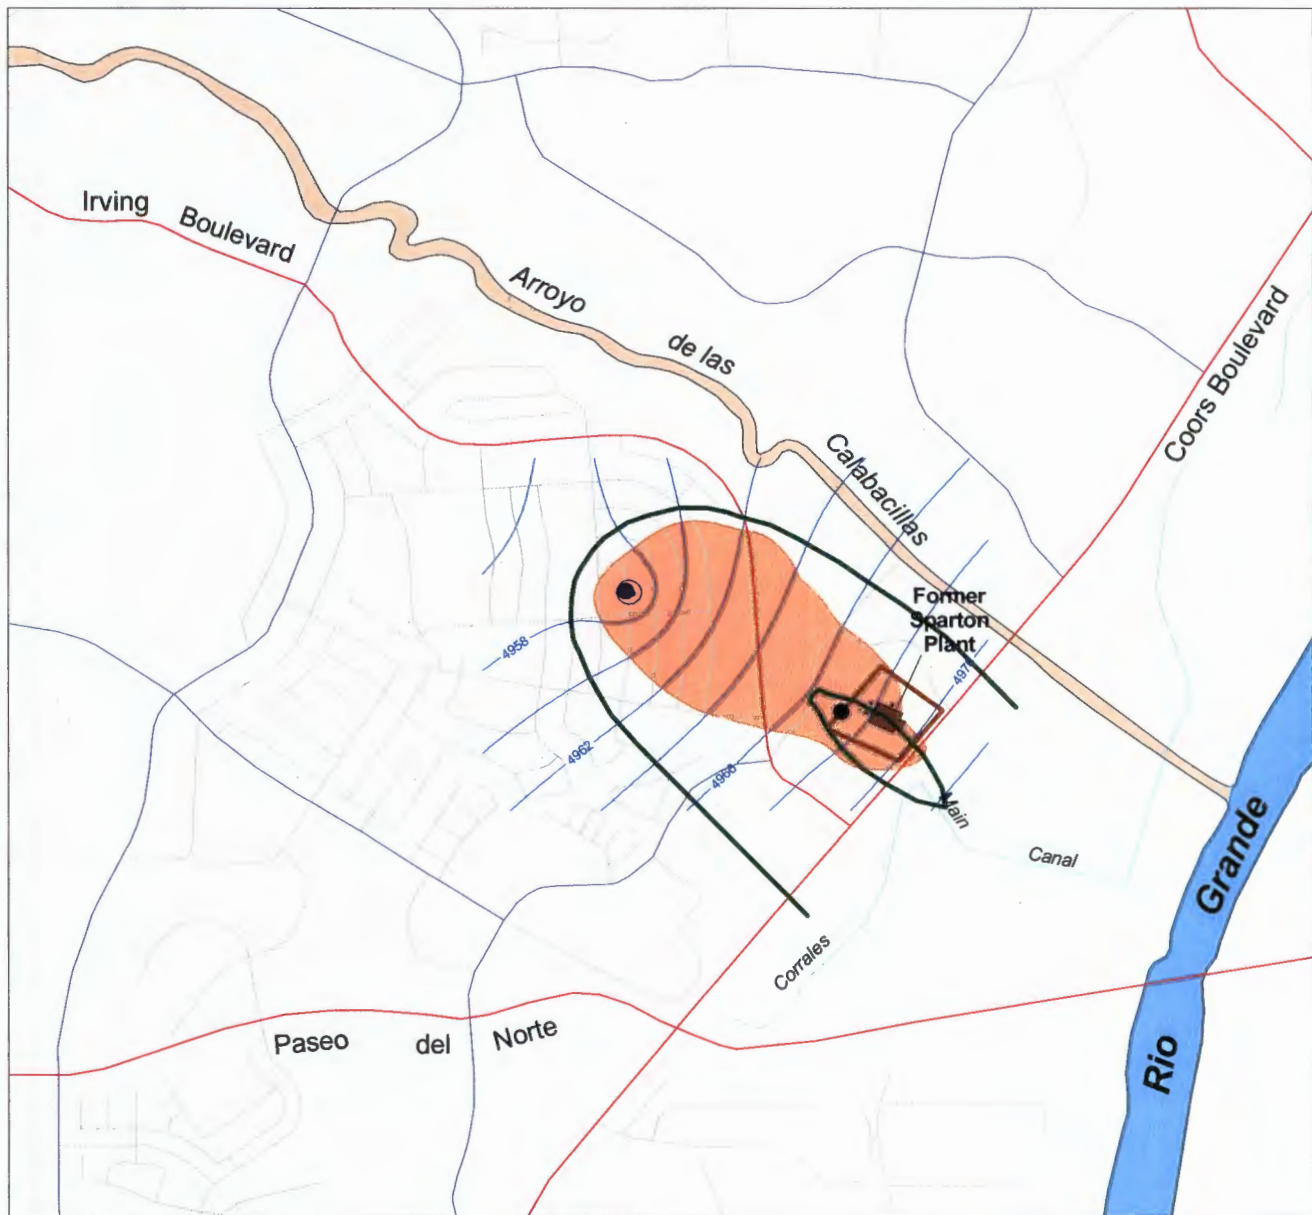 Irving Boulevard
Arroyo de las Calabacillas
Coors Boulevard
Former
Sparton
Plant
4958
4962
4966
Main Canal
Corrales
Rio Grande
Paseo del Norte